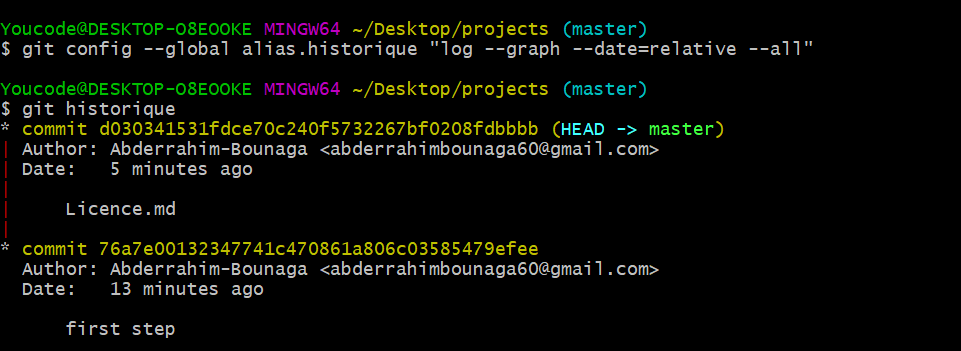 Youcode@DESKTOP-O8EOOKE MINGW64 ~/Desktop/projects (master)
$ git config --global alias.historique "log --graph --date=relative --all"
Youcode@DESKTOP-O8EOOKE MINGW64 ~/Desktop/projects (master)
$ git historique
* commit d030341531fdce70c240f5732267bf0208fdbbbb (HEAD -> master)
| Author: Abderrahim-Bounaga <abderrahimbounaga60@gmail.com>
| Date:   5 minutes ago
|
|     Licence.md
|
* commit 76a7e00132347741c470861a806c03585479efee
  Author: Abderrahim-Bounaga <abderrahimbounaga60@gmail.com>
  Date:   13 minutes ago
      first step